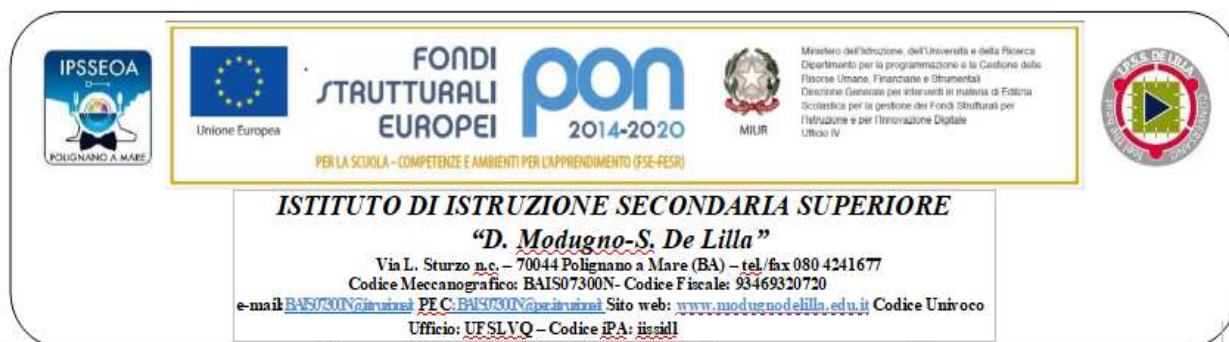 IPSSEOA
POLIGNANO A MARE
Unione Europea
FONDI
STRUTTURALI
EUROPEI
pon
2014-2020
PER LA SCUOLA - COMPETENZE E AMBIENTI PER L'APPRENDIMENTO (FSE-FESR)
MIUR
Ministero dell'Istruzione, dell'Università e della Ricerca
Dipartimento per la programmazione e la Gestione delle
Risorse Umane, Finanziarie e Strumentali
Direzione Generale per interventi in materia di Edilizia
Scolastica per la gestione dei Fondi Strutturali per
l'Istruzione e per l'Innovazione Digitale
Ufficio IV
I.P.S.S. DE LILLA
ISTITUTO DI ISTRUZIONE SECONDARIA SUPERIORE
“D. Modugno-S. De Lilla”
Via L. Sturzo n.c. – 70044 Polignano a Mare (BA) – tel./fax 080 4241677
Codice Meccanografico: BAIS07300N- Codice Fiscale: 93469320720
e-mail: PEC: Sito web: www.modugnodelilla.edu.it Codice Univoco
Ufficio: UFSLVQ – Codice iPA: iissidl